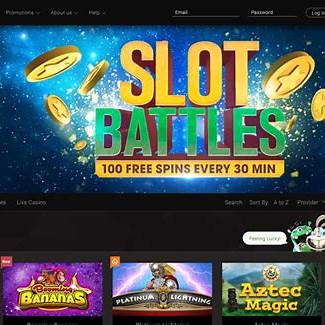 Promotions About us Help Email Password Log in
SLOT
BATTLES
100 FREE SPINS EVERY 30 MIN
Live Casino Search Sort By: A to Z Provider
Feeling Lucky!
New
Booming
BANANAS
PLATINUM
LIGHTNING
Aztec
Magic